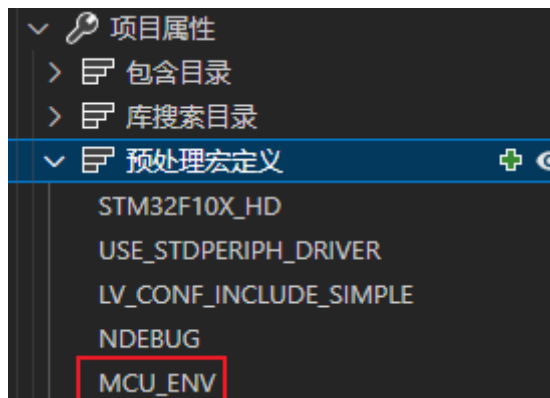 项目属性
包含目录
库搜索目录
预处理宏定义
STM32F10X_HD
USE_STDPERIPH_DRIVER
LV_CONF_INCLUDE_SIMPLE
NDEBUG
MCU_ENV